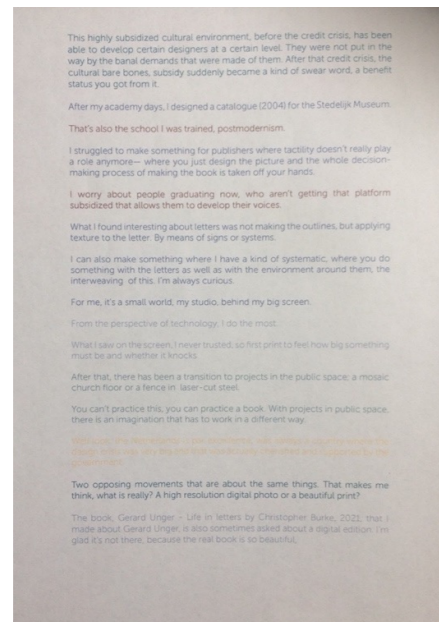 This highly subsidized cultural environment, before the credit crisis, has been
able to develop certain designers at a certain level. They were not put in the
way by the banal demands that were made of them. After that credit crisis, the
cultural bare bones, subsidy suddenly became a kind of swear word, a benefit
status you got from it.
After my academy days, I designed a catalogue (2004) for the Stedelijk Museum.
That's also the school I was trained, postmodernism.
I struggled to make something for publishers where tactility doesn't really play
a role anymore— where you just design the picture and the whole decision-
making process of making the book is taken off your hands.
I worry about people graduating now, who aren't getting that platform
subsidized that allows them to develop their voices.
What I found interesting about letters was not making the outlines, but applying
texture to the letter. By means of signs or systems.
I can also make something where I have a kind of systematic, where you do
something with the letters as well as with the environment around them, the
interweaving of this. I'm always curious.
For me, it's a small world, my studio, behind my big screen.
From the perspective of technology, I do the most.
What I saw on the screen, I never trusted, so first print to feel how big something
must be and whether it knocks.
After that, there has been a transition to projects in the public space; a mosaic
church floor or a fence in laser-cut steel.
You can't practice this, you can practice a book. With projects in public space,
there is an imagination that has to work in a different way.
Two opposing movements that are about the same things. That makes me
think, what is really? A high resolution digital photo or a beautiful print?
The book, Gerard Unger – Life in letters by Christopher Burke, 2021, that I
made about Gerard Unger, is also sometimes asked about a digital edition. I'm
glad it's not there, because the real book is so beautiful,